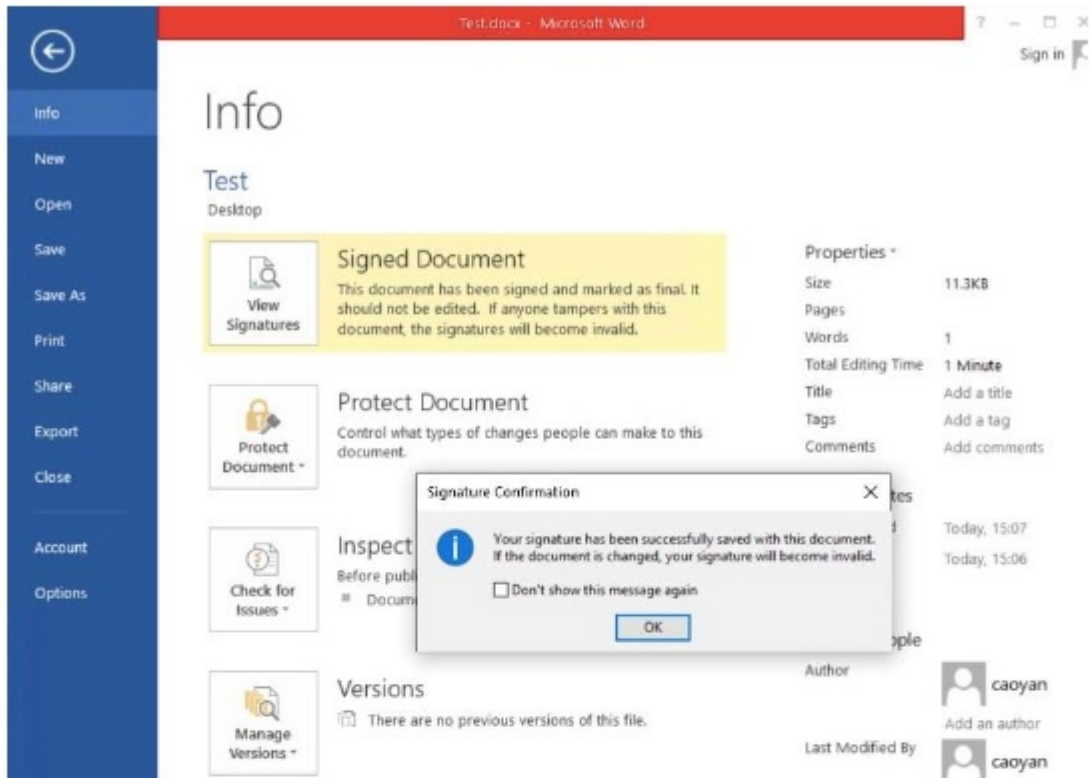 Test.docx - Microsoft Word
?
Sign in
Info
New
Open
Save
Save As
Print
Share
Export
Close
Account
Options
Info
Test
Desktop
View
Signatures
Signed Document
This document has been signed and marked as final. It
should not be edited. If anyone tampers with this
document, the signatures will become invalid.
Protect
Document
Protect Document
Control what types of changes people can make to this
document.
Check for
Issues
Inspect
Before publi
Docume
Manage
Versions
Versions
There are no previous versions of this file.
Signature Confirmation
Your signature has been successfully saved with this document.
If the document is changed, your signature will become invalid.
Don't show this message again
OK
Properties
Size 11.3KB
Pages
Words 1
Total Editing Time 1 Minute
Title Add a title
Tags Add a tag
Comments Add comments
tes
d Today, 15:07
Today, 15:06
ople
Author caoyan
Add an author
Last Modified By caoyan